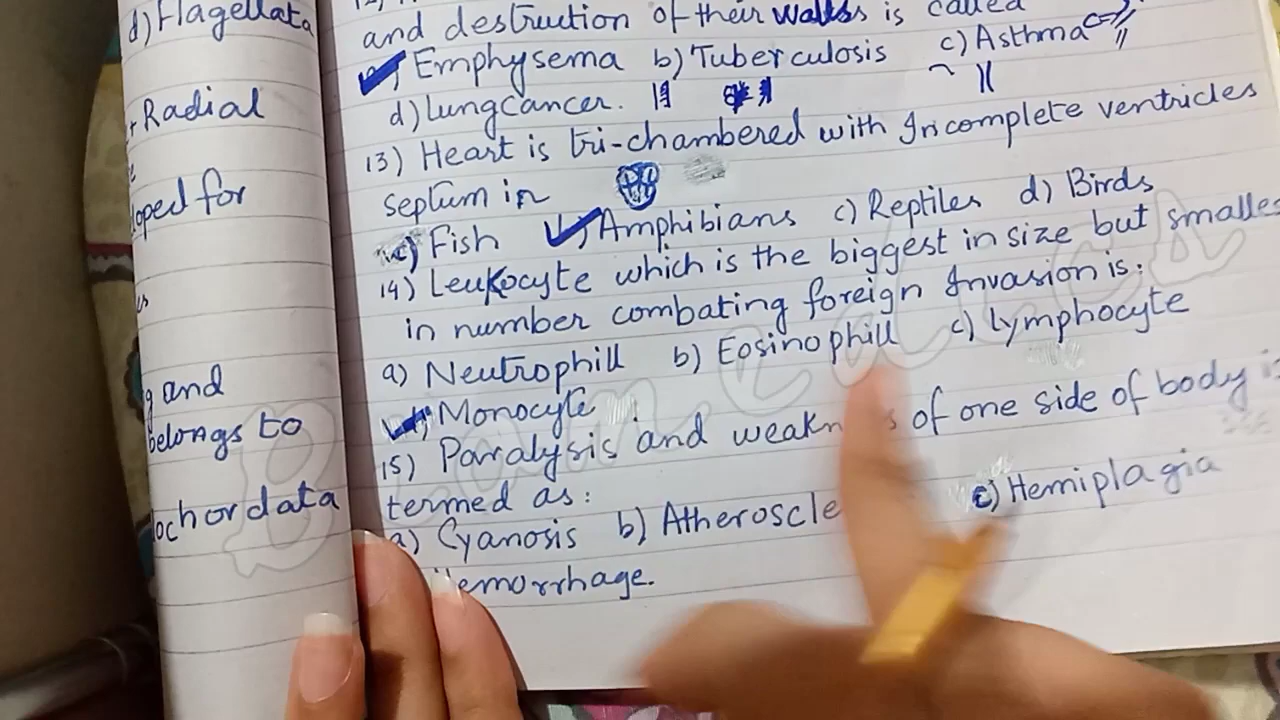 d) Flagellata
Radial
loped for
es
g and
belongs to
ochordata
and destruction of their walls is called
a) Emphysema b) Tuberculosis c) Asthma
d) Lung cancer.
13) Heart is tri-chambered with Incomplete ventricles
septum in
a) Fish b) Amphibians c) Reptiles d) Birds
14) Leukocyte which is the biggest in size but smalles
in number combating foreign Invasion is:
a) Neutrophill b) Eosinophill c) Lymphocyte
d) Monocyte
15) Paralysis and weakn s of one side of body is
termed as:
a) Cyanosis b) Atheroscle c) Hemiplagia
emorrhage.